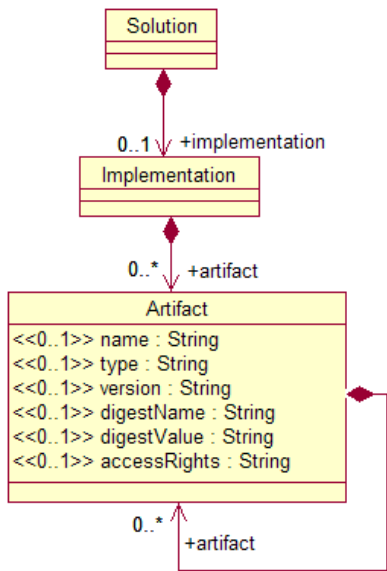 Solution
0..1 +implementation
Implementation
0..* +artifact
Artifact
<<0..1>> name : String
<<0..1>> type : String
<<0..1>> version : String
<<0..1>> digestName : String
<<0..1>> digestValue : String
<<0..1>> accessRights : String
0..*
+artifact